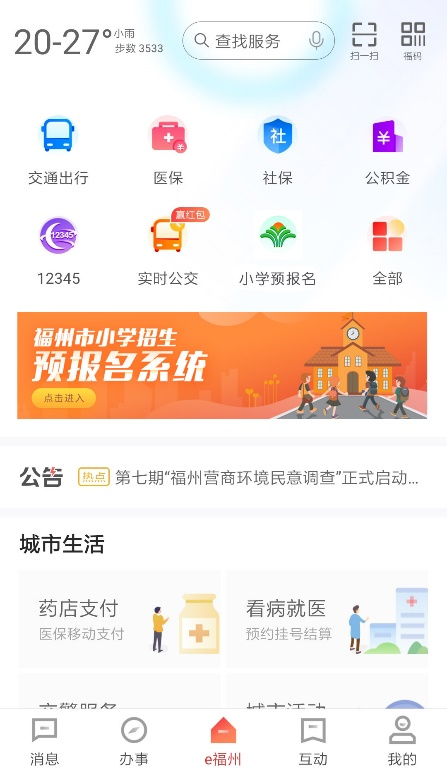 20-27°
小雨
步数 3533
查找服务
扫一扫
福码
交通出行
医保
社
社保
公积金
12345
12345
赢红包
实时公交
小学预报名
全部
福州市小学招生
预报名系统
点击进入
公告
热点
第七期“福州营商环境民意调查”正式启动...
城市生活
药店支付
医保移动支付
看病就医
预约挂号结算
交警服务
城市活动
消息
办事
e福州
互动
我的